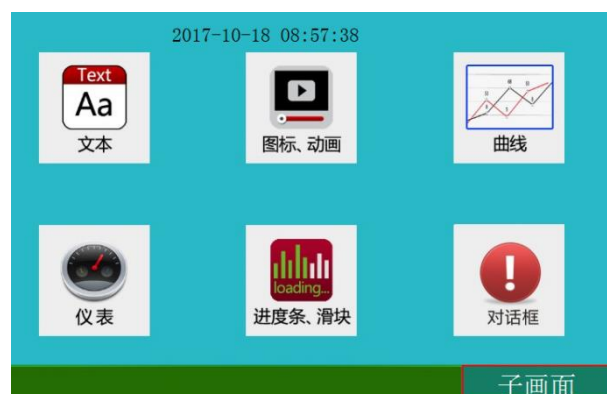 2017-10-18 08:57:38
Text
Aa
文本
图标、动画
曲线
仪表
loading...
进度条、滑块
对话框
子画面